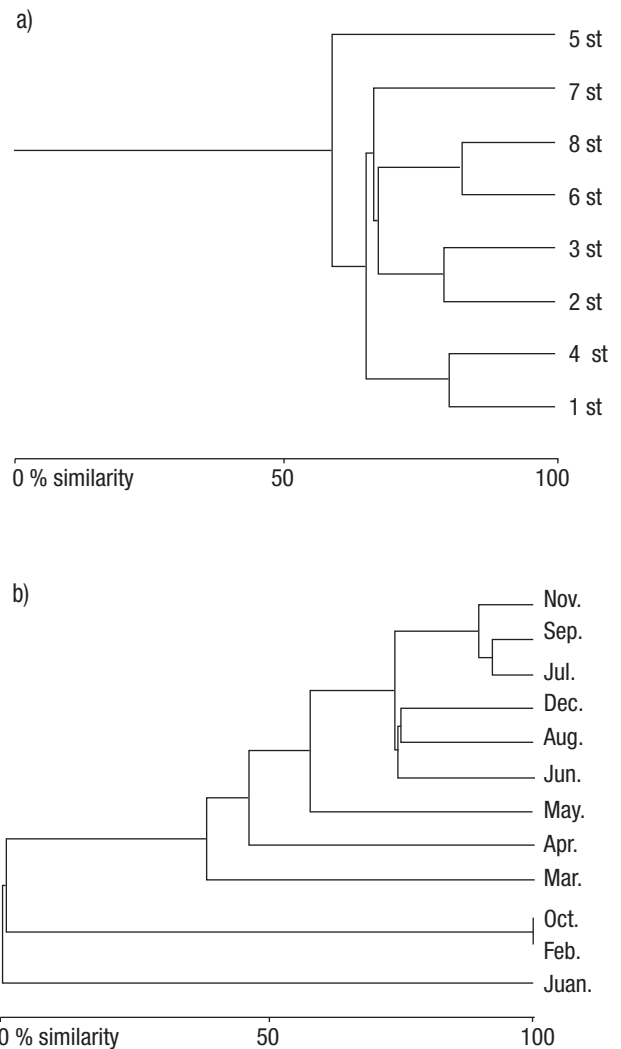 a)
5 st
7 st
8 st
6 st
3 st
2 st
4 st
1 st
0 % similarity 50 100
b)
Nov.
Sep.
Jul.
Dec.
Aug.
Jun.
May.
Apr.
Mar.
Oct.
Feb.
Juan.
0 % similarity 50 100